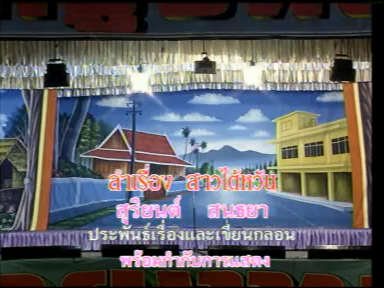 ลำเรื่อง สาวไต้หวัน
สุริยนต์ สนธยา
ประพันธ์เรื่องและเขียนกลอน
พร้อมกำกับการแสดง